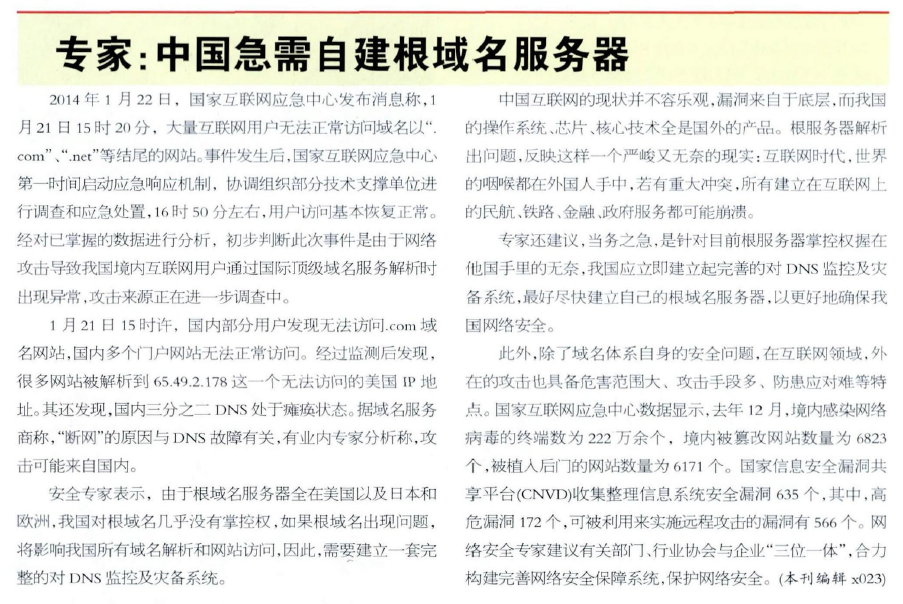 专家：中国急需自建根域名服务器
2014 年 1 月 22 日，国家互联网应急中心发布消息称，1
月 21 日 15 时 20 分，大量互联网用户无法正常访问域名以“.
com”、“.net”等结尾的网站。事件发生后，国家互联网应急中心
第一时间启动应急响应机制，协调组织部分技术支撑单位进
行调查和应急处置，16 时 50 分左右，用户访问基本恢复正常。
经对已掌握的数据进行分析，初步判断此次事件是由于网络
攻击导致我国境内互联网用户通过国际顶级域名服务解析时
出现异常，攻击来源正在进一步调查中。
1 月 21 日 15 时许，国内部分用户发现无法访问.com 域
名网站，国内多个门户网站无法正常访问。经过监测后发现，
很多网站被解析到 65.49.2.178 这一个无法访问的美国 IP 地
址。其还发现，国内三分之二 DNS 处于瘫痪状态。据域名服务
商称，“断网”的原因与 DNS 故障有关，有业内专家分析称，攻
击可能来自国内。
安全专家表示，由于根域名服务器全在美国以及日本和
欧洲，我国对根域名几乎没有掌控权，如果根域名出现问题，
将影响我国所有域名解析和网站访问，因此，需要建立一套完
整的对 DNS 监控及灾备系统。
中国互联网的现状并不容乐观，漏洞来自于底层，而我国
的操作系统、芯片、核心技术全是国外的产品。根服务器解析
出问题，反映这样一个严峻又无奈的现实：互联网时代，世界
的咽喉都在外国人手中，若有重大冲突，所有建立在互联网上
的民航、铁路、金融、政府服务都可能崩溃。
专家还建议，当务之急，是针对目前根服务器掌控权握在
他国手里的无奈，我国应立即建立起完善的对 DNS 监控及灾
备系统，最好尽快建立自己的根域名服务器，以更好地确保我
国网络安全。
此外，除了域名体系自身的安全问题，在互联网领域，外
在的攻击也具备危害范围大、攻击手段多、防患应对难等特
点。国家互联网应急中心数据显示，去年 12 月，境内感染网络
病毒的终端数为 222 万余个，境内被篡改网站数量为 6823
个，被植入后门的网站数量为 6171 个。国家信息安全漏洞共
享平台(CNVD)收集整理信息系统安全漏洞 635 个，其中，高
危漏洞 172 个，可被利用来实施远程攻击的漏洞有 566 个。网
络安全专家建议有关部门、行业协会与企业“三位一体”，合力
构建完善网络安全保障系统，保护网络安全。(本刊编辑 x023)